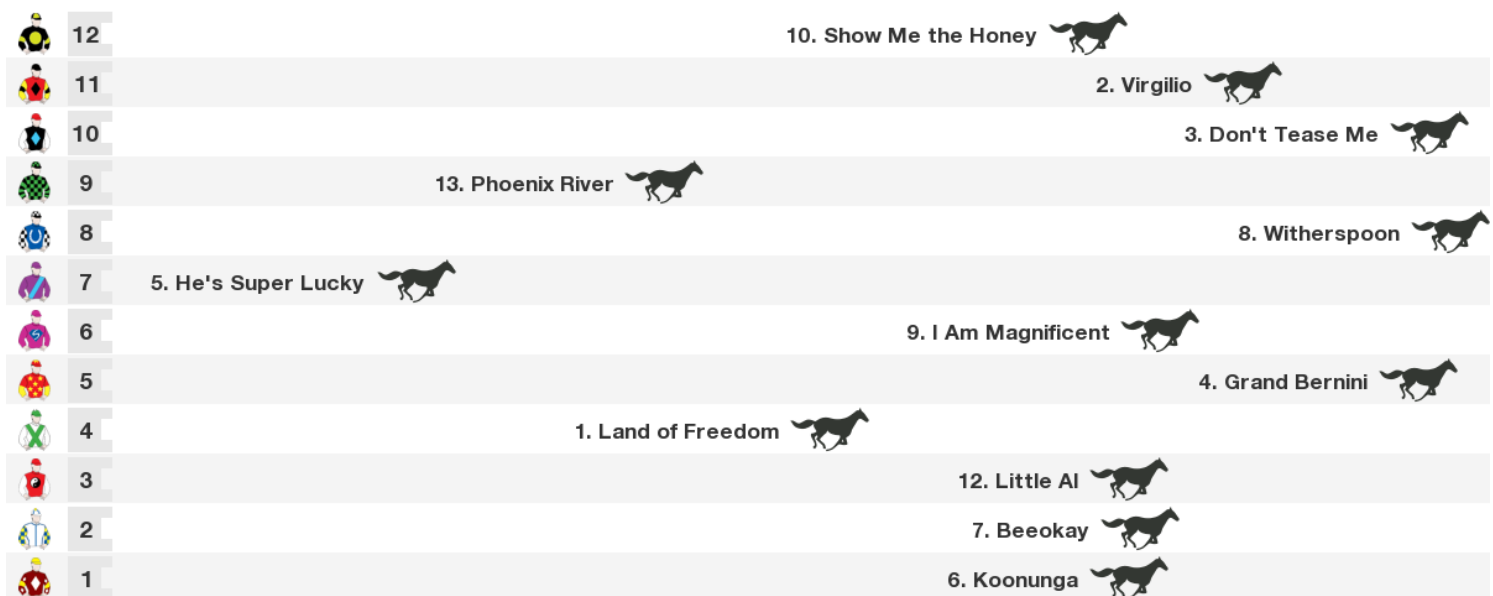 12 10. Show Me the Honey
11 2. Virgilio
10 3. Don't Tease Me
9 13. Phoenix River
8 8. Witherspoon
7 5. He's Super Lucky
6 9. I Am Magnificent
5 4. Grand Bernini
4 1. Land of Freedom
3 12. Little Al
2 7. Beeokay
1 6. Koonunga